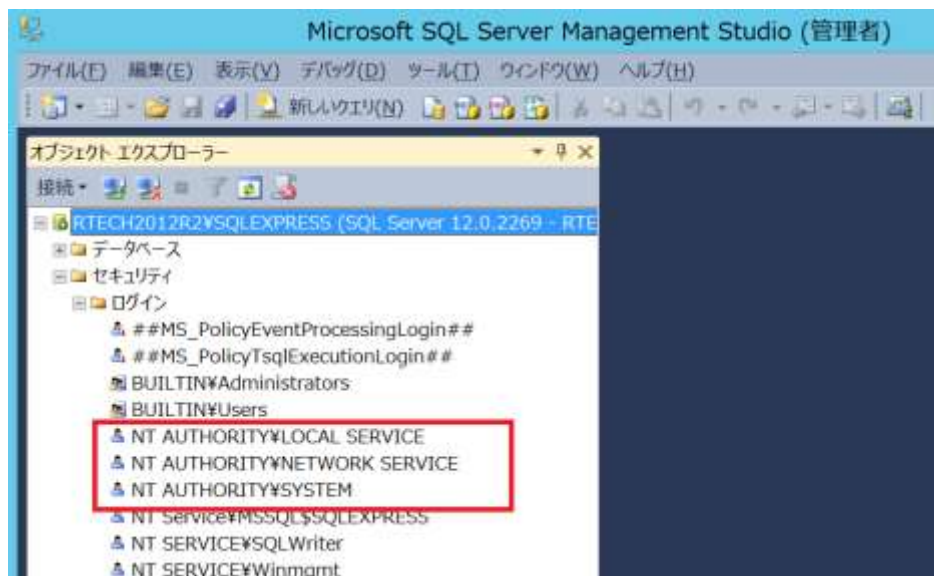 Microsoft SQL Server Management Studio (管理者)
ファイル(F) 編集(E) 表示(V) デバッグ(D) ツール(T) ウィンドウ(W) ヘルプ(H)
新しいクエリ(N)
オブジェクト エクスプローラー
接続
RTECH2012R2¥SQLEXPRESS (SQL Server 12.0.2269 - RTE
データベース
セキュリティ
ログイン
##MS_PolicyEventProcessingLogin##
##MS_PolicyTsqlExecutionLogin##
BUILTIN¥Administrators
BUILTIN¥Users
NT AUTHORITY¥LOCAL SERVICE
NT AUTHORITY¥NETWORK SERVICE
NT AUTHORITY¥SYSTEM
NT Service¥MSSQL$SQLEXPRESS
NT SERVICE¥SQLWriter
NT SERVICE¥Winmgmt